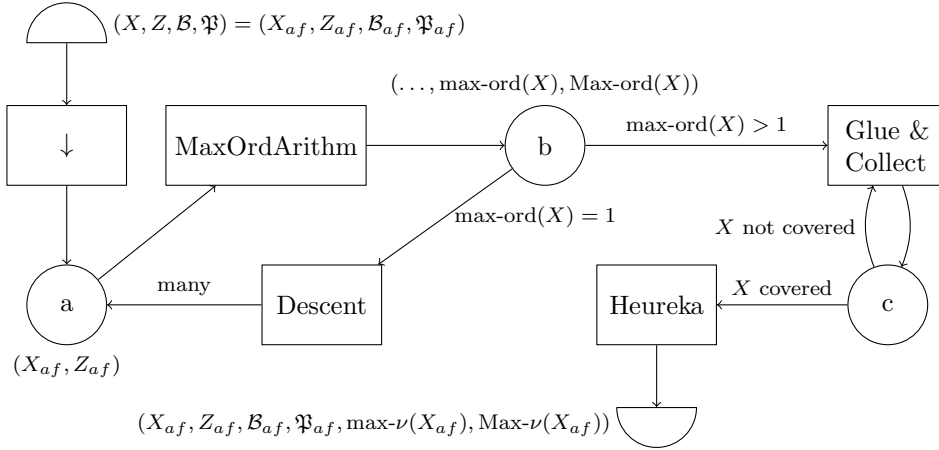 (X, Z, ℬ, 𝔓) = (X_{af}, Z_{af}, ℬ_{af}, 𝔓_{af})
(…, max-ord(X), Max-ord(X))
↓
MaxOrdArithm
b
max-ord(X) > 1
Glue &
Collect
max-ord(X) = 1
X not covered
a
many
Descent
Heureka
X covered
c
(X_{af}, Z_{af})
(X_{af}, Z_{af}, ℬ_{af}, 𝔓_{af}, max-ν(X_{af}), Max-ν(X_{af}))